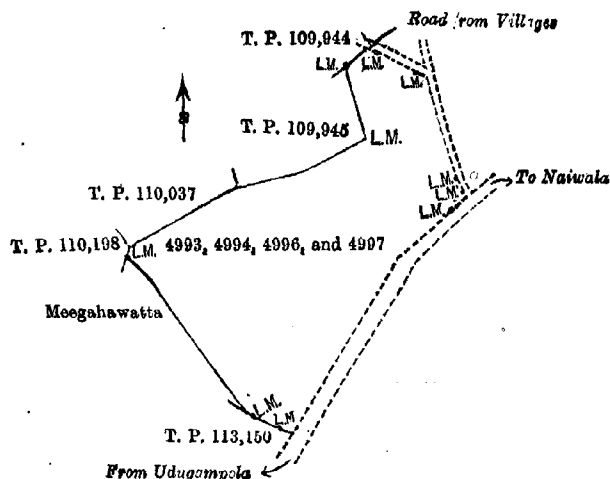 Road from Villages
T. P. 109,944
L.M. L.M.
L.M.
T. P. 109,945 L.M.
L.M.
L.M.
To Naiwala
T. P. 110,037
L.M.
T. P. 110,198 L.M. 4993, 4994, 4996, and 4997
Meegahawatta
L.M.
L.M
T. P. 113,150
From Udugampola